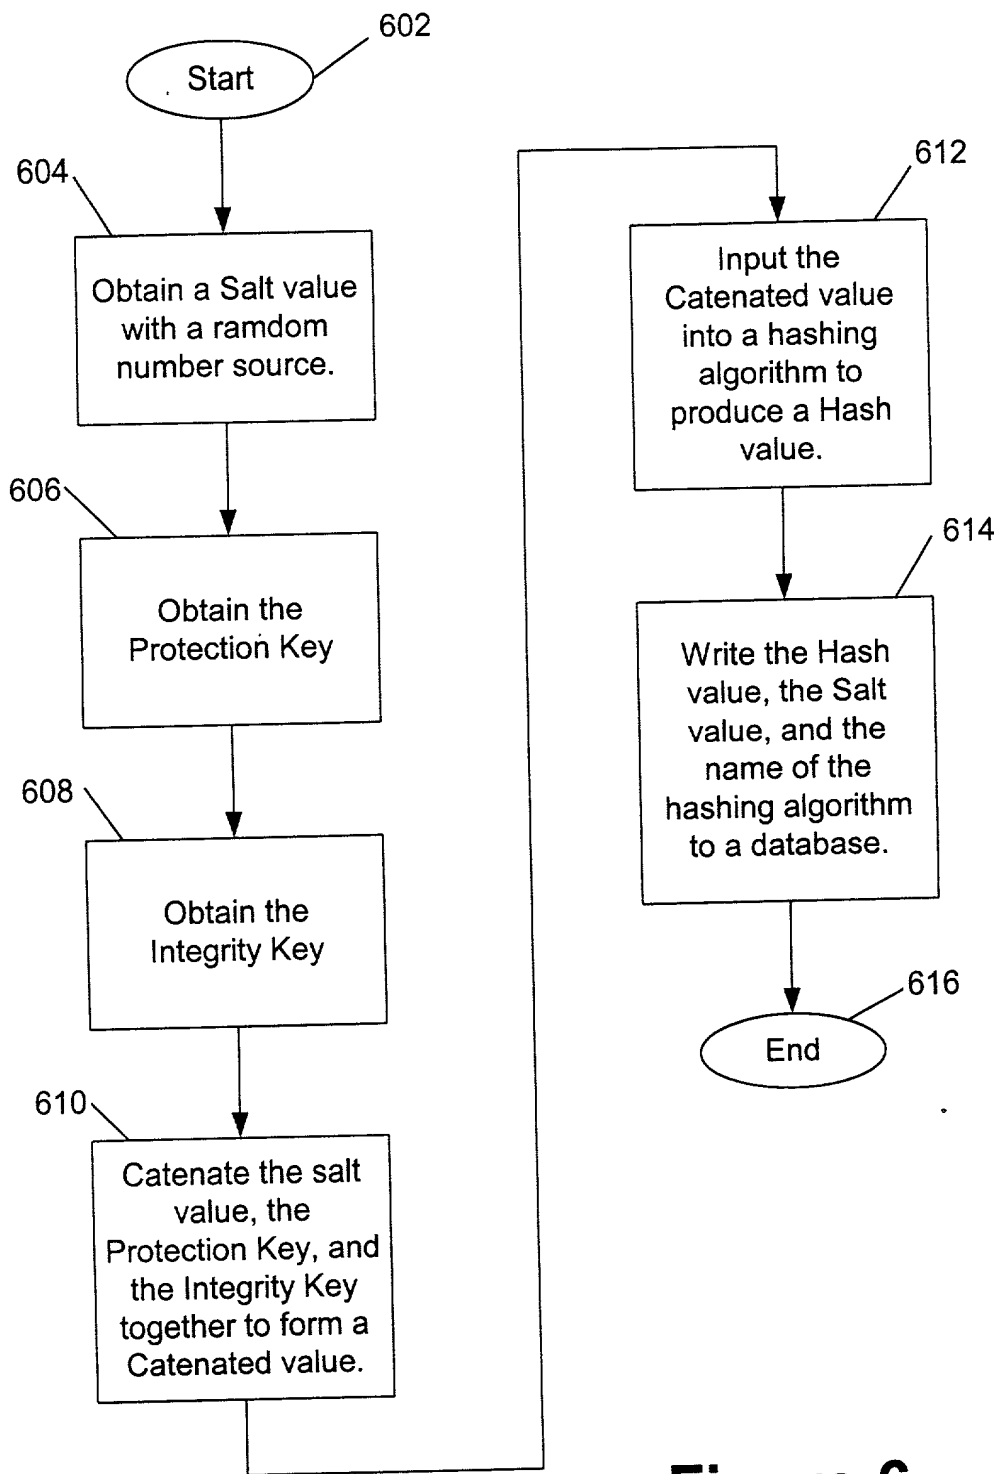 602
Start
604
Obtain a Salt value
with a ramdom
number source.
606
Obtain the
Protection Key
608
Obtain the
Integrity Key
610
Catenate the salt
value, the
Protection Key, and
the Integrity Key
together to form a
Catenated value.
612
Input the
Catenated value
into a hashing
algorithm to
produce a Hash
value.
614
Write the Hash
value, the Salt
value, and the
name of the
hashing algorithm
to a database.
616
End
Figure 6